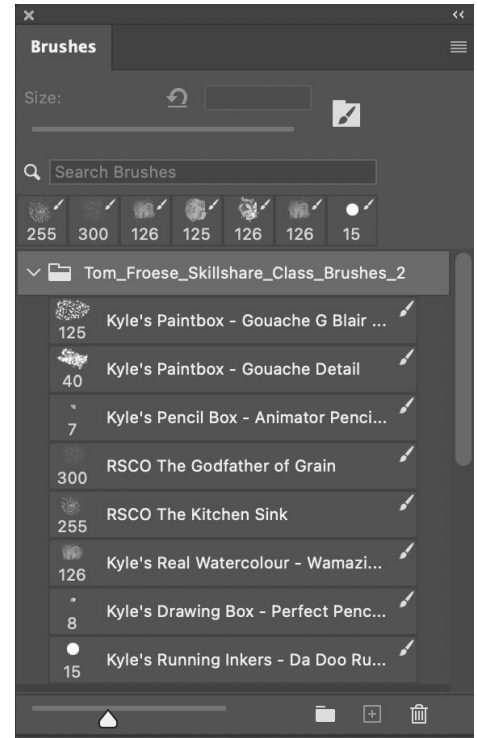 Brushes
Size:
Search Brushes
255 300 126 125 126 126 15
Tom_Froese_Skillshare_Class_Brushes_2
Kyle's Paintbox - Gouache G Blair ...
125
Kyle's Paintbox - Gouache Detail
40
Kyle's Pencil Box - Animator Penci...
7
RSCO The Godfather of Grain
300
RSCO The Kitchen Sink
255
Kyle's Real Watercolour - Wamazi...
126
Kyle's Drawing Box - Perfect Penc...
8
Kyle's Running Inkers - Da Doo Ru...
15